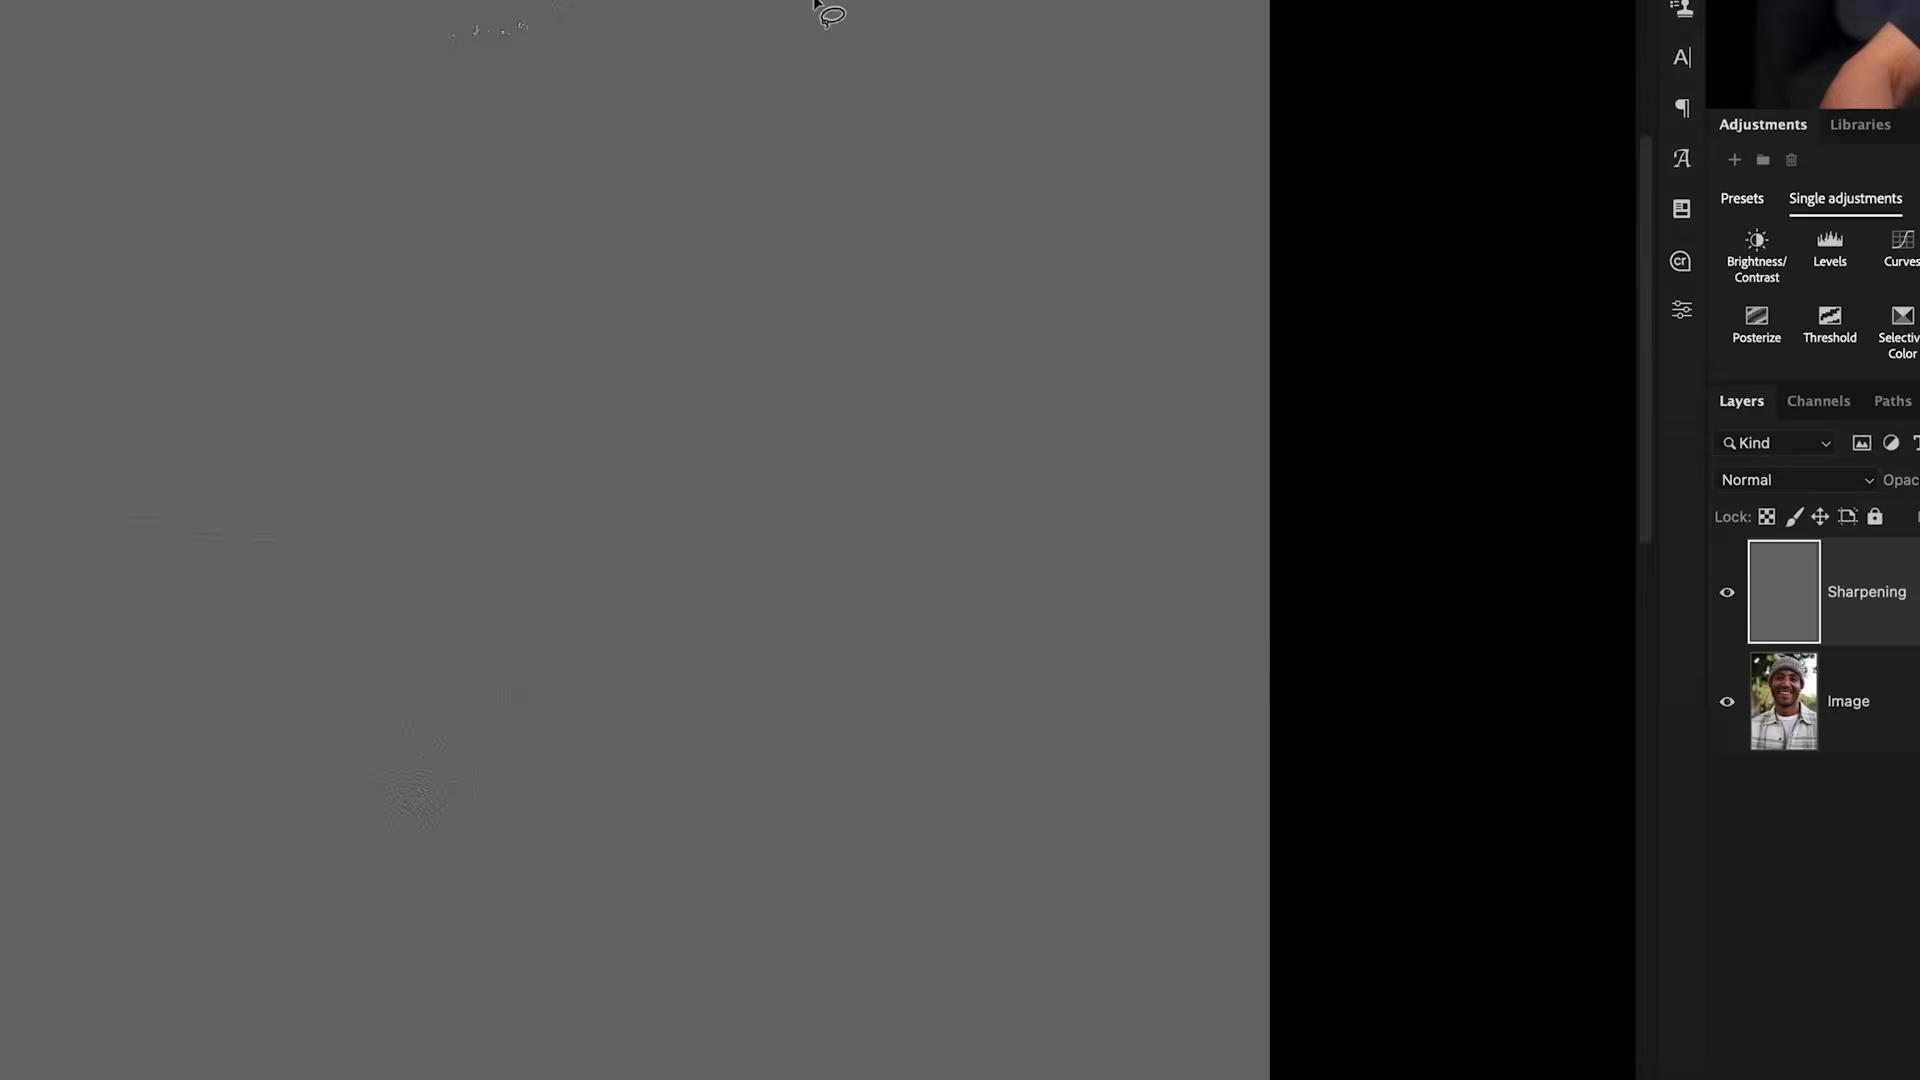 Adjustments Libraries
Presets Single adjustments
Brightness/
Contrast
Levels
Curves
Posterize
Threshold
Selectiv
Color
Layers Channels Paths
Kind
Normal Opac
Lock:
Sharpening
Image